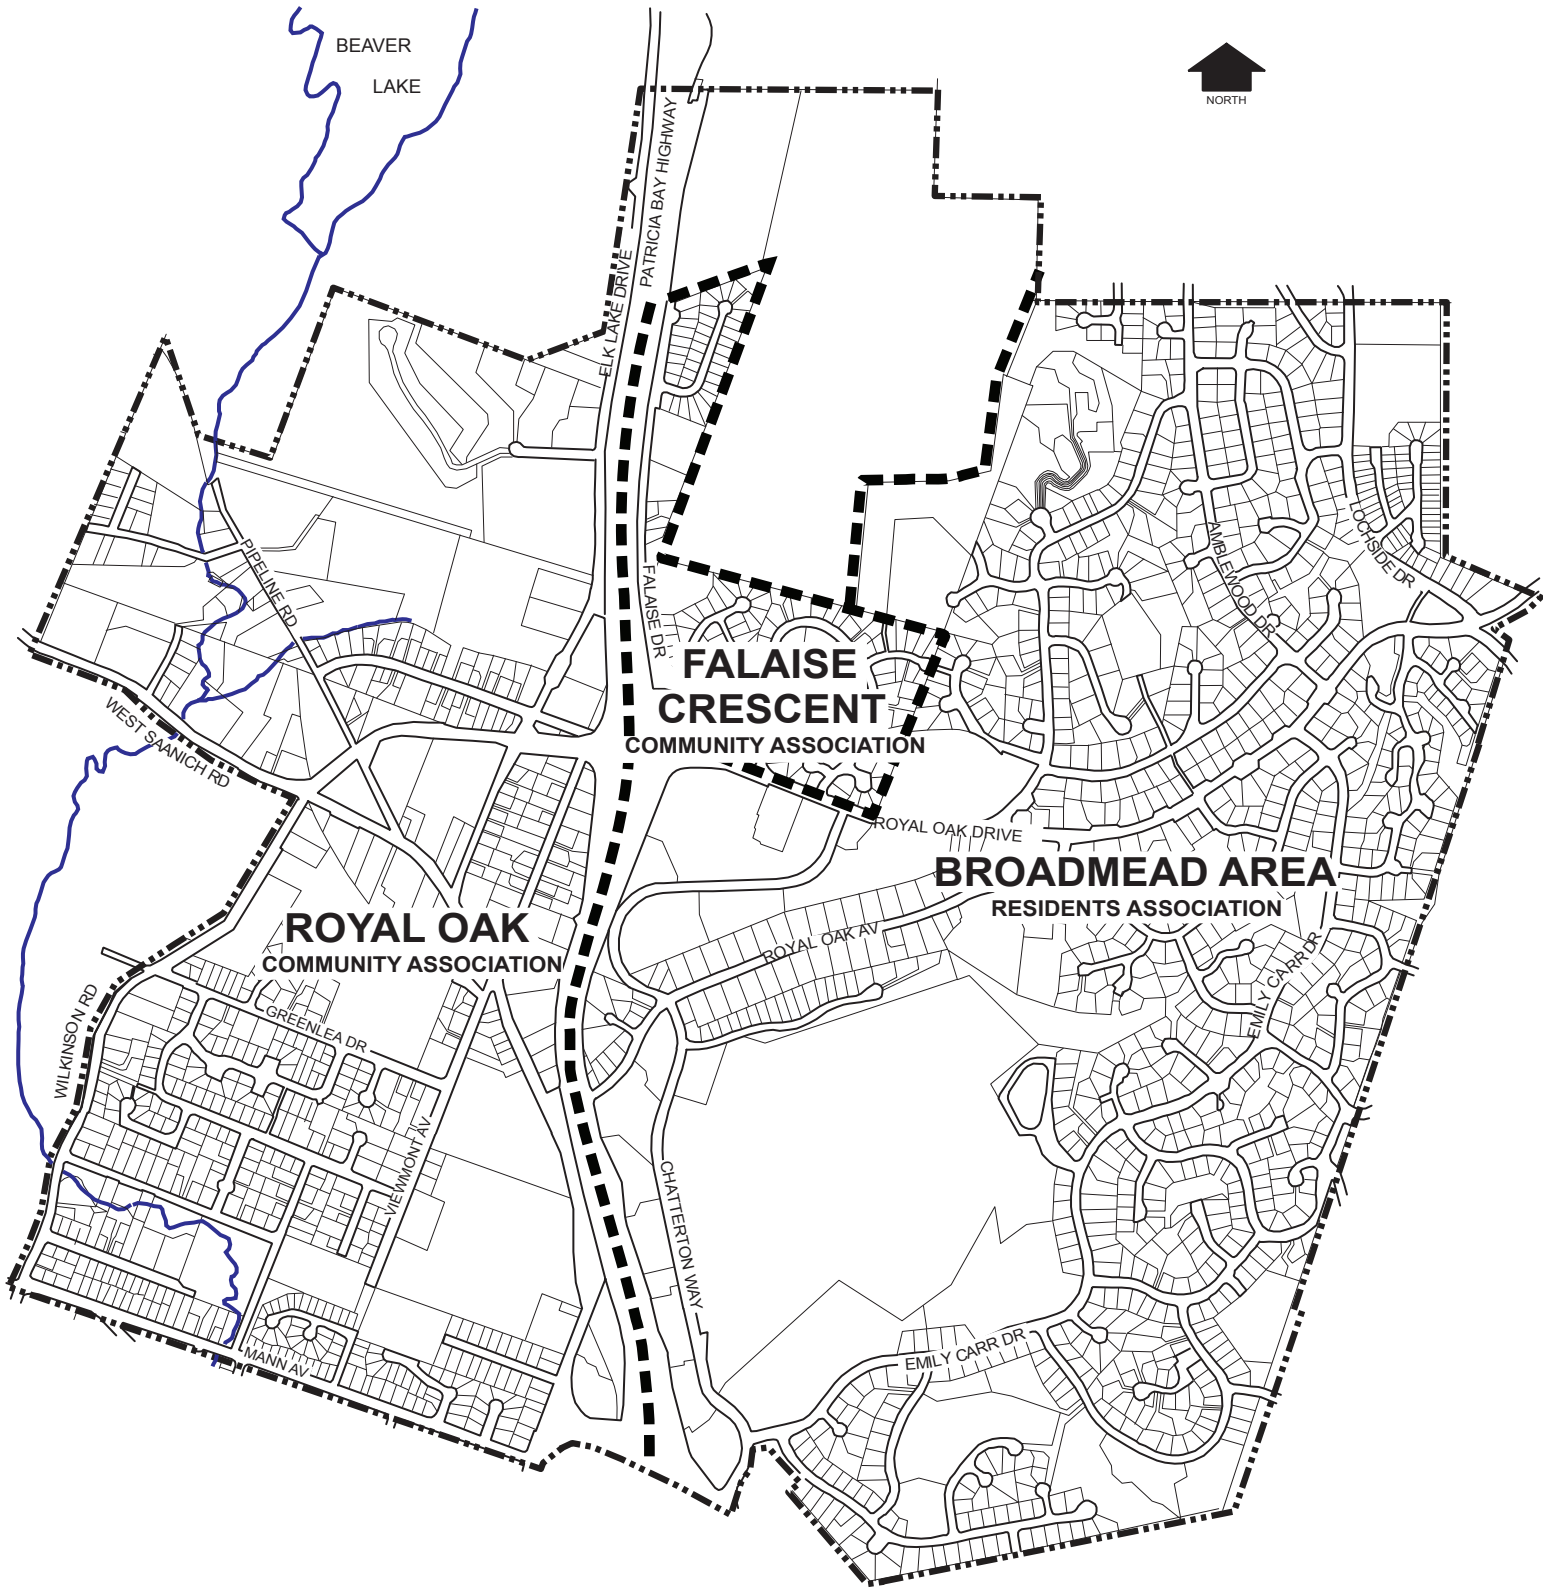 BEAVER
LAKE
NORTH
PATRICIA BAY HIGHWAY
ELK LAKE DRIVE
PIPELINE RD
FALAISE DR
AMBLEWOOD DR
LOCHSIDE DR
WEST SAANICH RD
FALAISE
CRESCENT
COMMUNITY ASSOCIATION
ROYAL OAK DRIVE
BROADMEAD AREA
RESIDENTS ASSOCIATION
ROYAL OAK
COMMUNITY ASSOCIATION
ROYAL OAK AV
EMILY CARR DR
WILKINSON RD
GREENLEA DR
VIEWMONT AV
CHATTERTON WAY
EMILY CARR DR
MANN AV